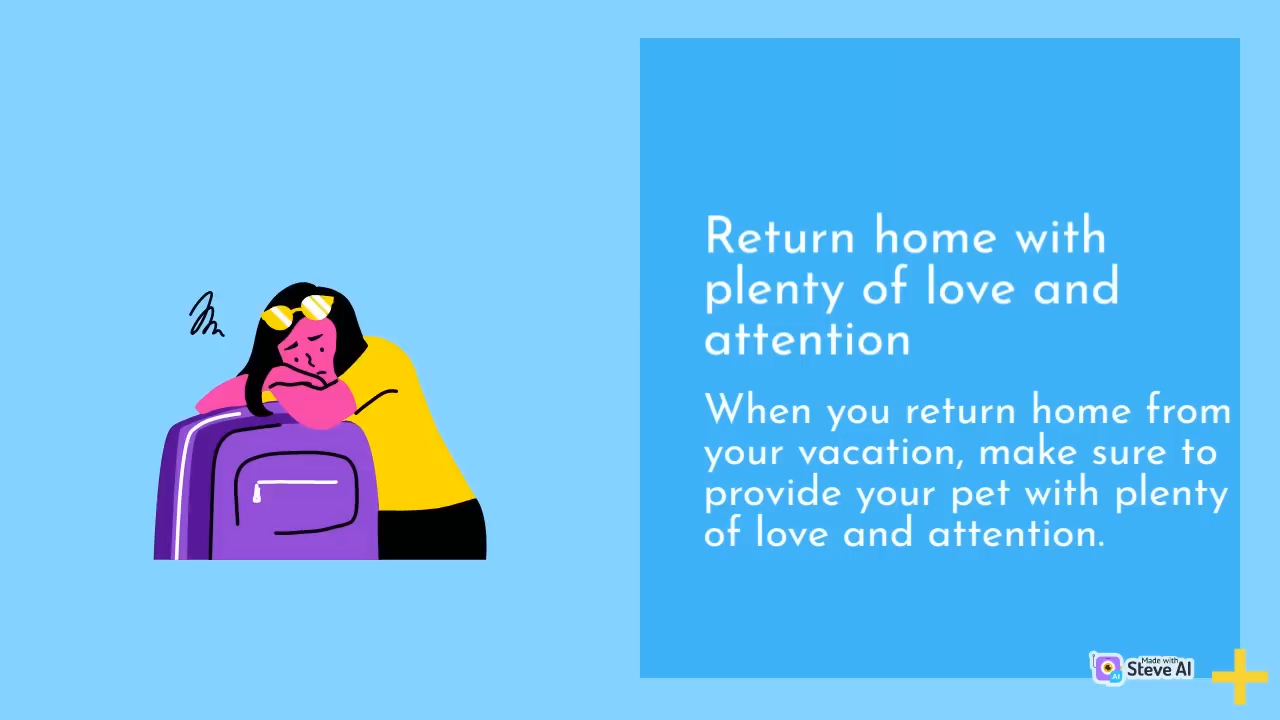 Return home with
plenty of love and
attention
When you return home from
your vacation, make sure to
provide your pet with plenty
of love and attention.
Made with
Steve AI
AI